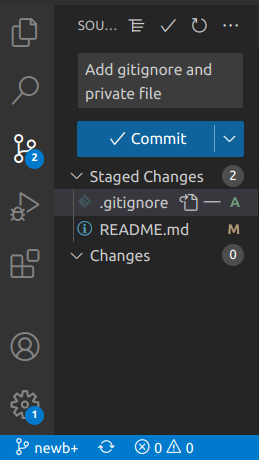 SOU...
Add gitignore and
private file
Commit
Staged Changes 2
.gitignore A
README.md M
Changes 0
2
1
newb+ 0 0